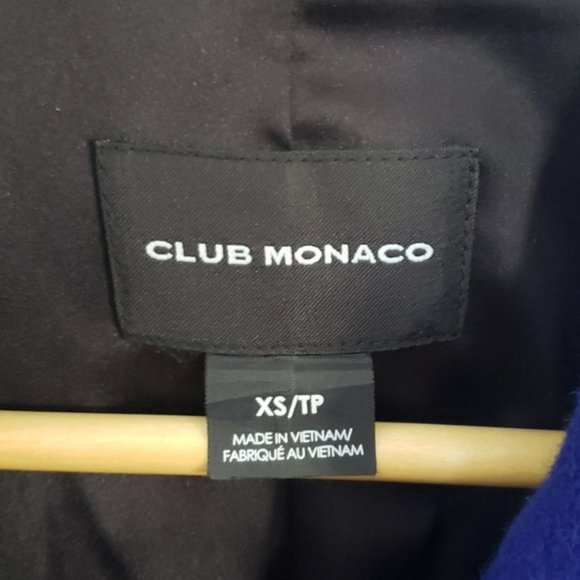 CLUB MONACO
XS/TP
MADE IN VIETNAM/
FABRIQUÉ AU VIETNAM